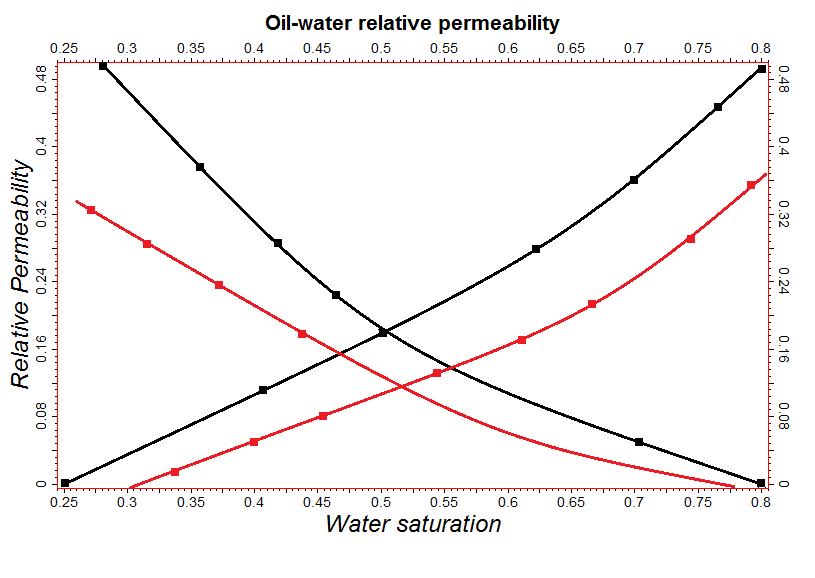 Oil-water relative permeability
0.25 0.3 0.35 0.4 0.45 0.5 0.55 0.6 0.65 0.7 0.75 0.8
0.48 0.48
0.4 0.4
0.32 0.32
0.24 0.24
0.16 0.16
0.08 0.08
0 0
Relative Permeability
0.25 0.3 0.35 0.4 0.45 0.5 0.55 0.6 0.65 0.7 0.75 0.8
Water saturation